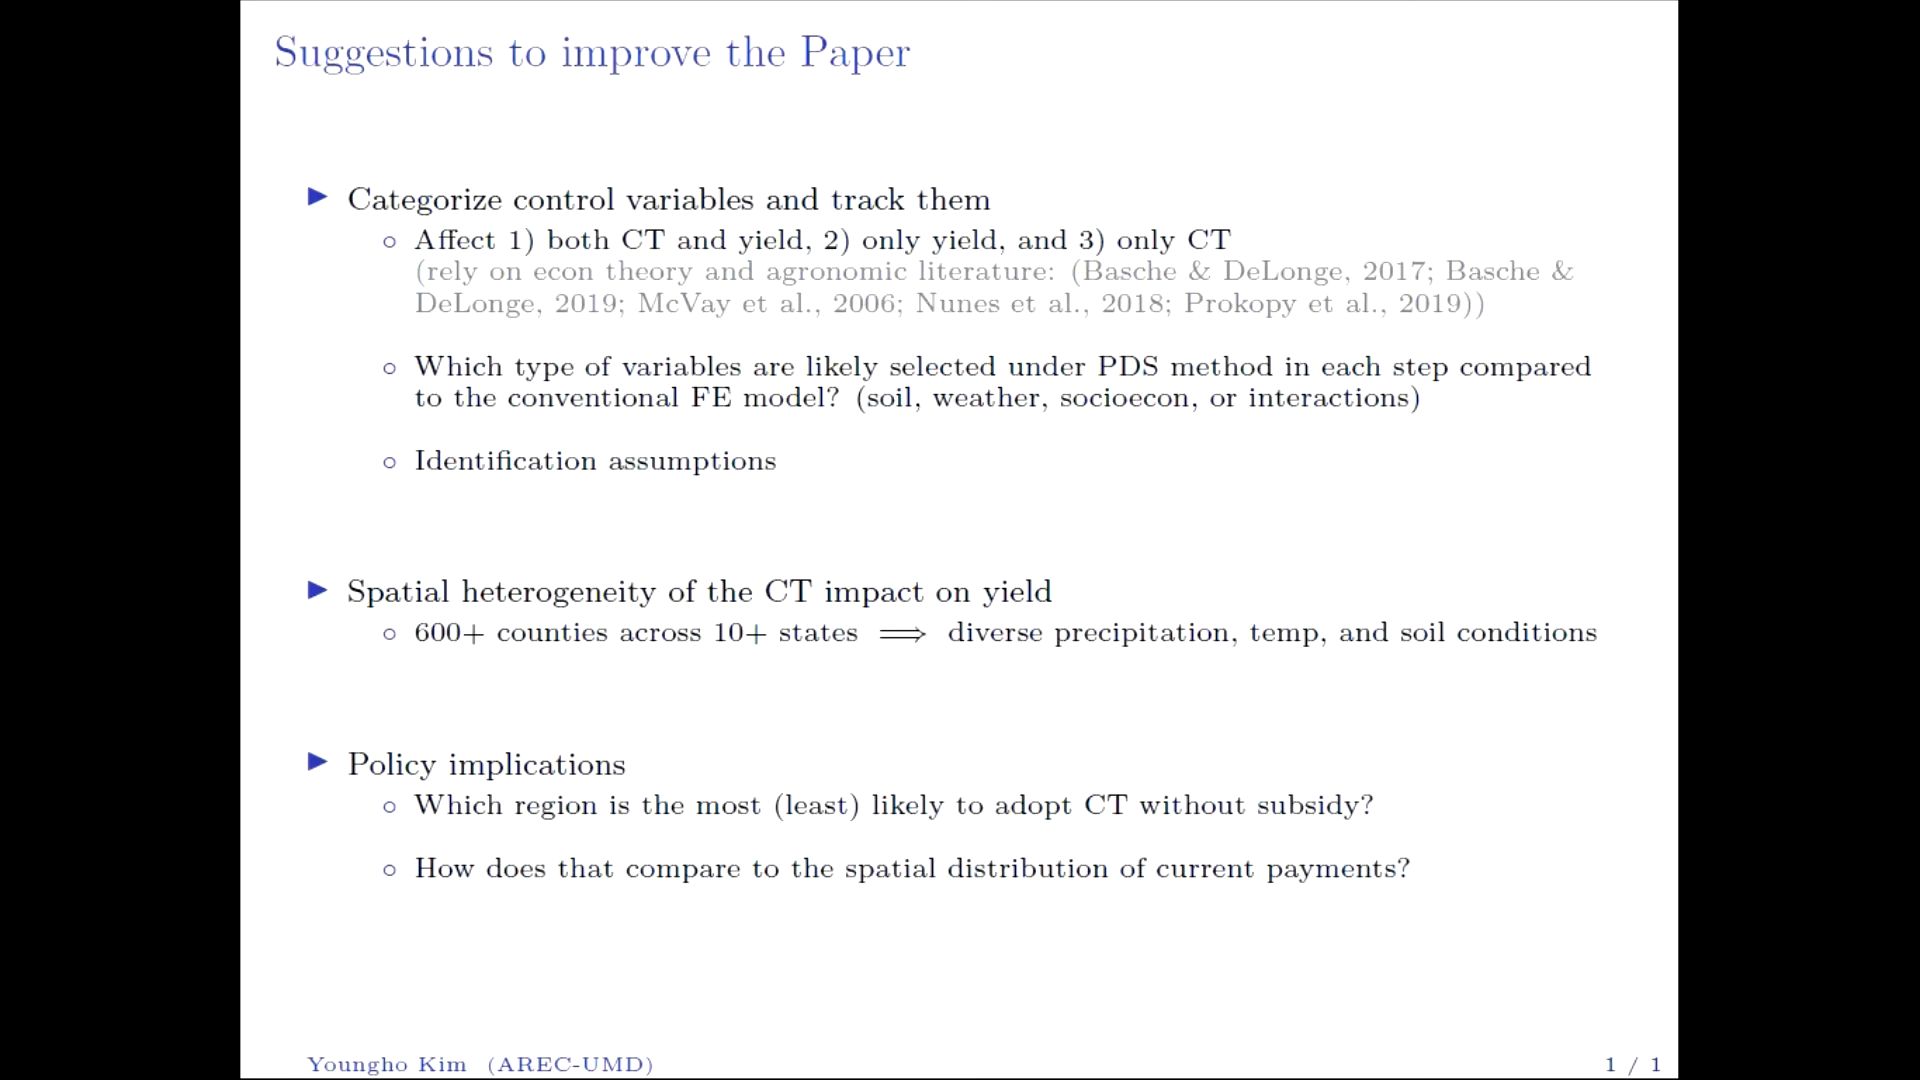 Suggestions to improve the Paper
▶ Categorize control variables and track them
○ Affect 1) both CT and yield, 2) only yield, and 3) only CT
(rely on econ theory and agronomic literature: (Basche & DeLonge, 2017; Basche &
DeLonge, 2019; McVay et al., 2006; Nunes et al., 2018; Prokopy et al., 2019))
○ Which type of variables are likely selected under PDS method in each step compared
to the conventional FE model? (soil, weather, socioecon, or interactions)
○ Identification assumptions
▶ Spatial heterogeneity of the CT impact on yield
○ 600+ counties across 10+ states ⟹ diverse precipitation, temp, and soil conditions
▶ Policy implications
○ Which region is the most (least) likely to adopt CT without subsidy?
○ How does that compare to the spatial distribution of current payments?
Youngho Kim (AREC-UMD) 1 / 1